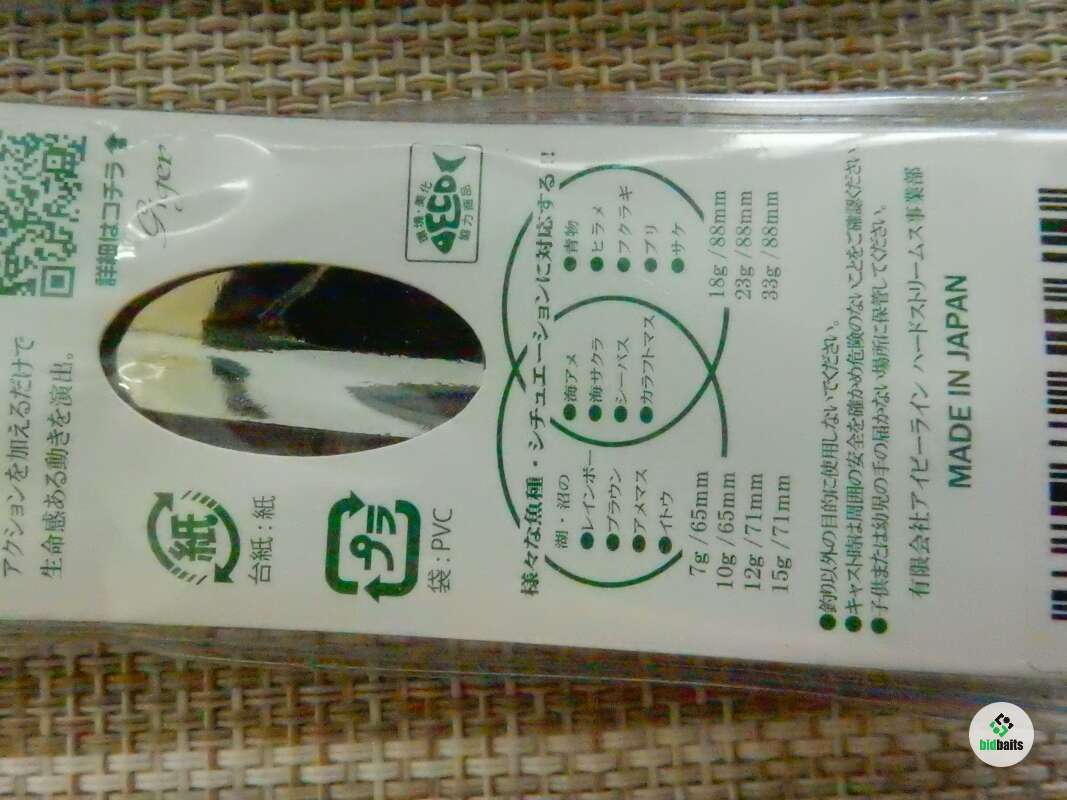 アクションを加えるだけで
生命感ある動きを演出。
詳細はコチラ
紙
台紙:紙
プラ
袋:PVC
環境・美化
ECO
協力商品
様々な魚種・シチュエーションに対応する!!
湖・沼の
●レインボー
●ブラウン
●アメマス
●イトウ
●海アメ
●海サクラ
●シーバス
●カラフトマス
●青物
●ヒラメ
●フクラギ
●ブリ
●サケ
7g/65mm
10g/65mm
12g/71mm
15g/71mm
18g/88mm
23g/88mm
33g/88mm
●釣り以外の目的に使用しないでください。
●キャスト時は周囲の安全を確かめ危険のないことをご確認ください
●子供または幼児の手の届かない場所に保管してください。
有限会社アイビーライン ハードストリームス事業部
MADE IN JAPAN
bidbaits